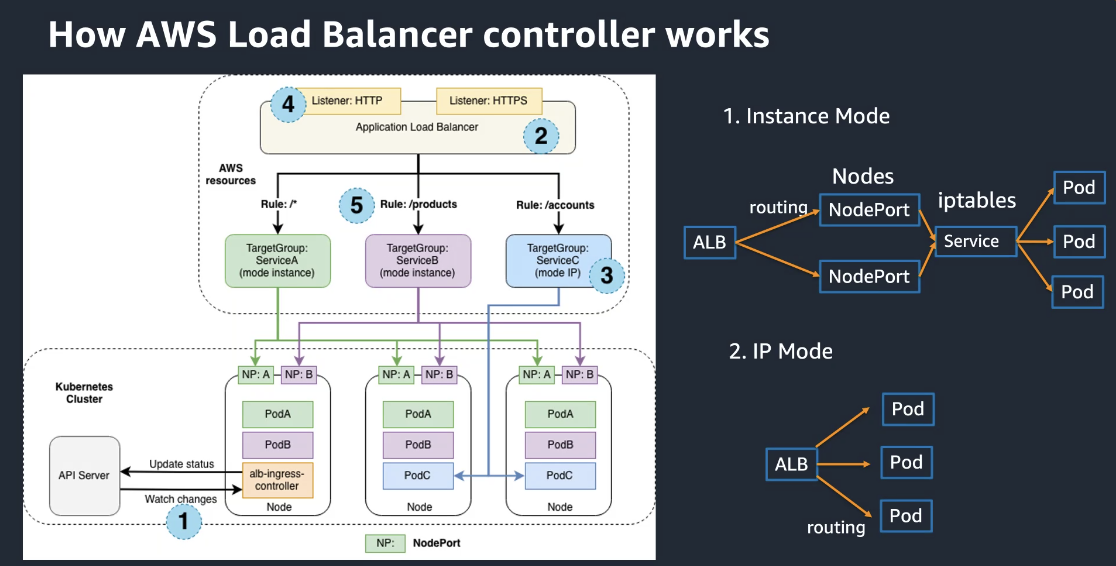 How AWS Load Balancer controller works
4
Listener: HTTP
Listener: HTTPS
Application Load Balancer
2
AWS
resources
Rule: /*
5
Rule: /products
Rule: /accounts
TargetGroup:
ServiceA
(mode instance)
TargetGroup:
ServiceB
(mode instance)
TargetGroup:
ServiceC
(mode IP)
3
Kubernetes
Cluster
NP: A
NP: B
NP: A
NP: B
NP: A
NP: B
PodA
PodB
alb-ingress-
controller
Node
PodA
PodB
PodC
Node
PodA
PodB
PodC
Node
API Server
Update status
Watch changes
1
NP:
NodePort
1. Instance Mode
Nodes
routing
NodePort
iptables
Pod
ALB
Service
Pod
NodePort
Pod
2. IP Mode
Pod
ALB
Pod
routing
Pod